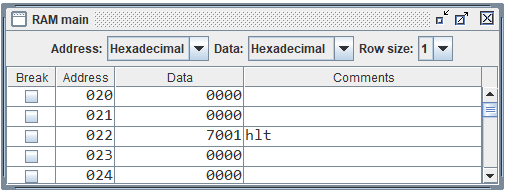 RAM main
Address: Hexadecimal Data: Hexadecimal Row size: 1
Break Address Data Comments
020 0000
021 0000
022 7001 hlt
023 0000
024 0000